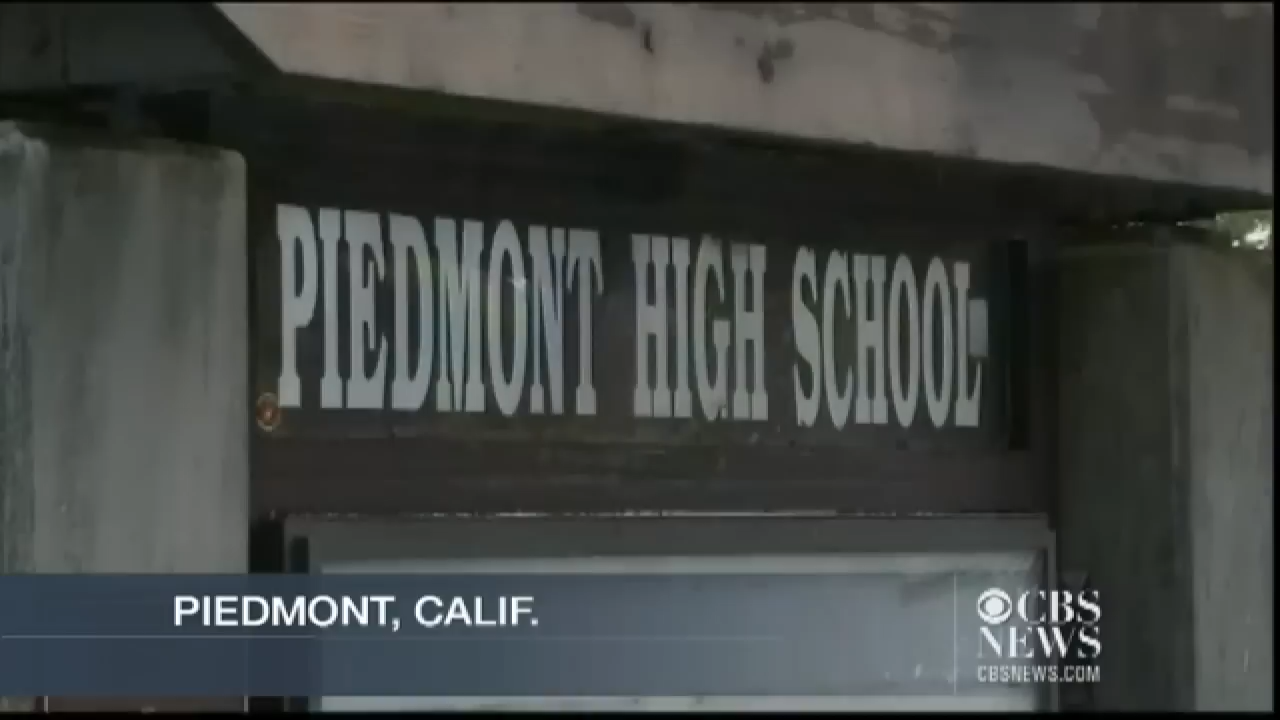 PIEDMONT HIGH SCHOOL
PIEDMONT, CALIF.
CBS
NEWS
CBSNEWS.COM